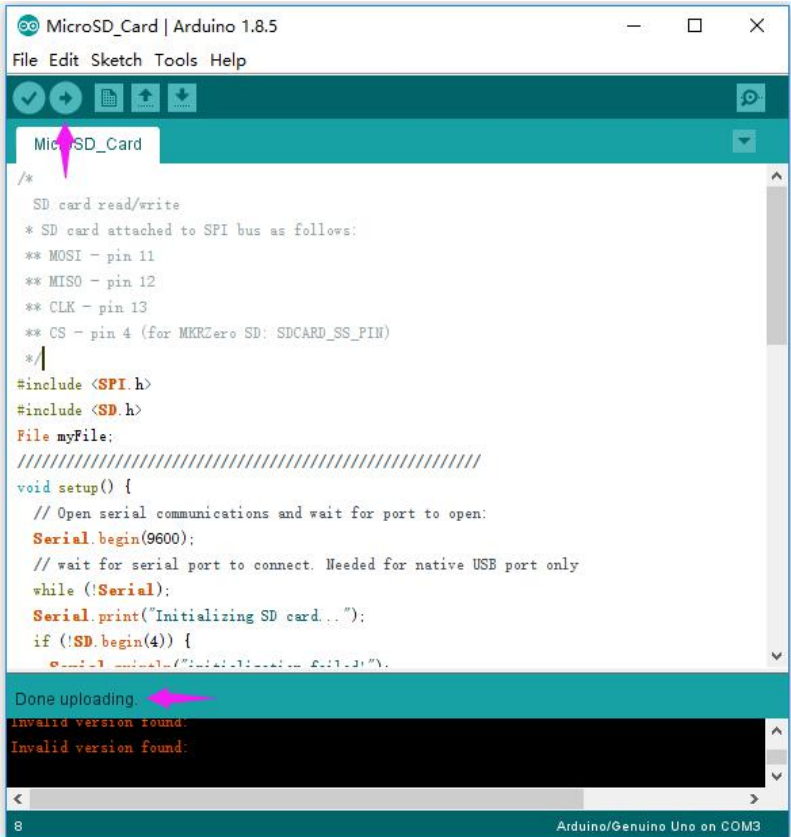 MicroSD_Card | Arduino 1.8.5
File Edit Sketch Tools Help
MicroSD_Card
/*
SD card read/write
* SD card attached to SPI bus as follows:
** MOSI - pin 11
** MISO - pin 12
** CLK - pin 13
** CS - pin 4 (for MKRZero SD: SDCARD_SS_PIN)
*/
#include <SPI.h>
#include <SD.h>
File myFile;
////////////////////////////////////////////////////////
void setup() {
// Open serial communications and wait for port to open:
Serial.begin(9600);
// wait for serial port to connect. Needed for native USB port only
while (!Serial);
Serial.print("Initializing SD card...");
if (!SD.begin(4)) {
Serial.println("initialization failed!");
Done uploading.
Invalid version found:
Invalid version found:
8 Arduino/Genuino Uno on COM3